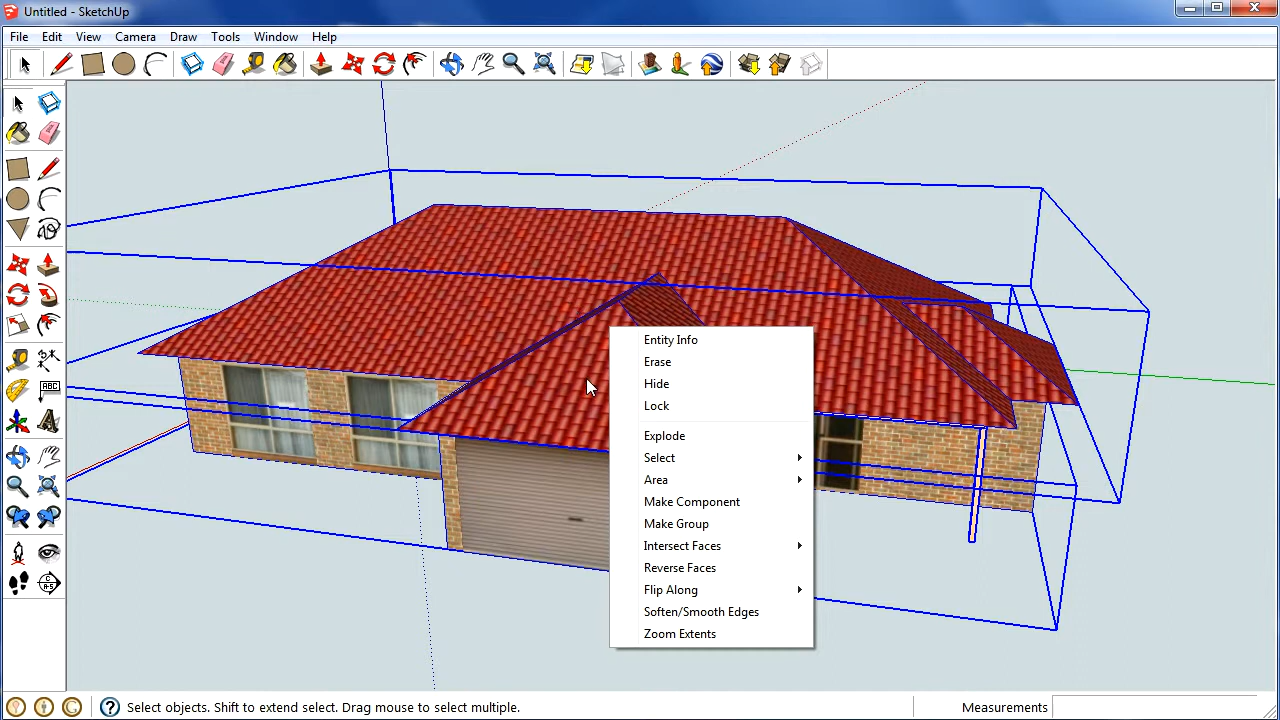 Untitled - SketchUp
File Edit View Camera Draw Tools Window Help
ABC
Entity Info
Erase
Hide
Lock
Explode
Select
Area
Make Component
Make Group
Intersect Faces
Reverse Faces
Flip Along
Soften/Smooth Edges
Zoom Extents
Select objects. Shift to extend select. Drag mouse to select multiple.
Measurements